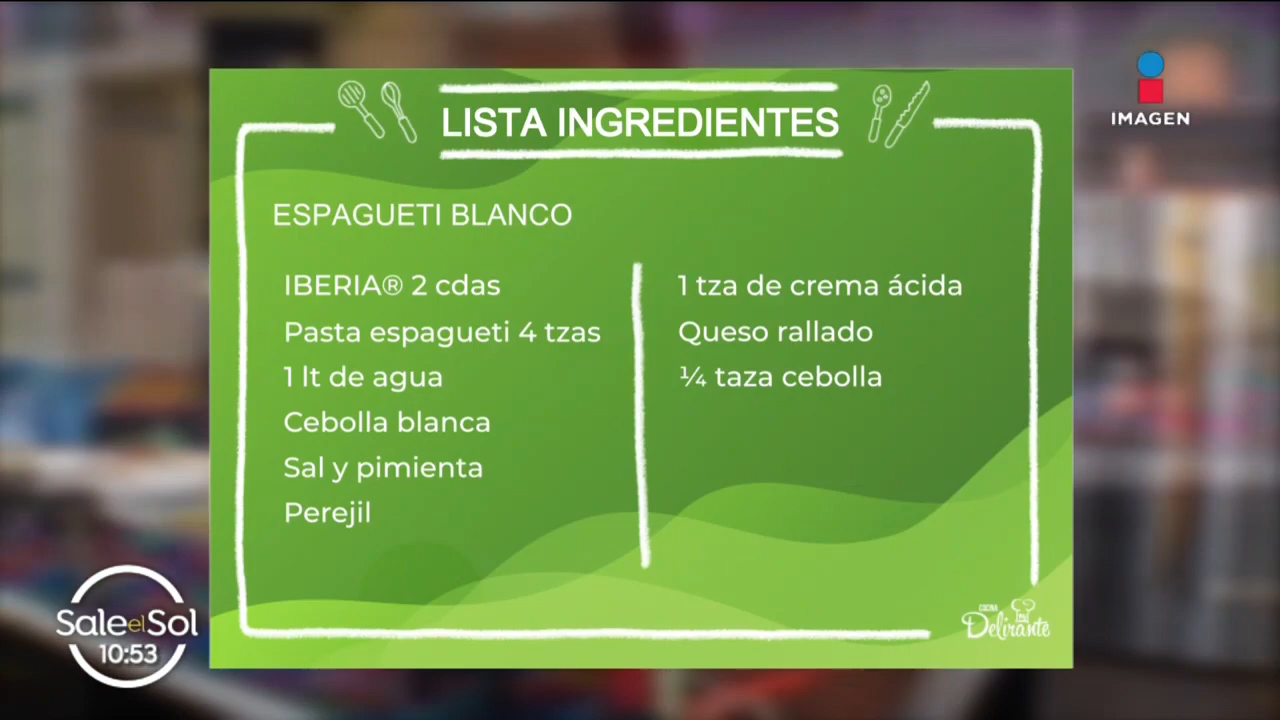 LISTA INGREDIENTES
IMAGEN
ESPAGUETI BLANCO
IBERIA® 2 cdas
Pasta espagueti 4 tzas
1 lt de agua
Cebolla blanca
Sal y pimienta
Perejil
1 tza de crema ácida
Queso rallado
¼ taza cebolla
COCINA
Delirante
Sale el Sol
10:53